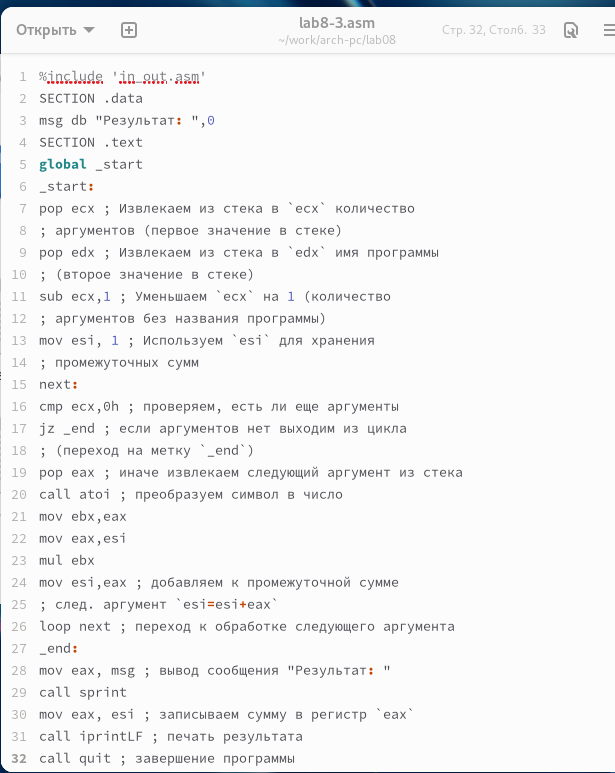 Открыть
lab8-3.asm
~/work/arch-pc/lab08
Стр. 32, Столб. 33
1 %include 'in_out.asm'
2 SECTION .data
3 msg db "Результат: ",0
4 SECTION .text
5 global _start
6 _start:
7 pop ecx ; Извлекаем из стека в `ecx` количество
8 ; аргументов (первое значение в стеке)
9 pop edx ; Извлекаем из стека в `edx` имя программы
10 ; (второе значение в стеке)
11 sub ecx,1 ; Уменьшаем `ecx` на 1 (количество
12 ; аргументов без названия программы)
13 mov esi, 1 ; Используем `esi` для хранения
14 ; промежуточных сумм
15 next:
16 cmp ecx,0h ; проверяем, есть ли еще аргументы
17 jz _end ; если аргументов нет выходим из цикла
18 ; (переход на метку `_end`)
19 pop eax ; иначе извлекаем следующий аргумент из стека
20 call atoi ; преобразуем символ в число
21 mov ebx,eax
22 mov eax,esi
23 mul ebx
24 mov esi,eax ; добавляем к промежуточной сумме
25 ; след. аргумент `esi=esi+eax`
26 loop next ; переход к обработке следующего аргумента
27 _end:
28 mov eax, msg ; вывод сообщения "Результат: "
29 call sprint
30 mov eax, esi ; записываем сумму в регистр `eax`
31 call iprintLF ; печать результата
32 call quit ; завершение программы